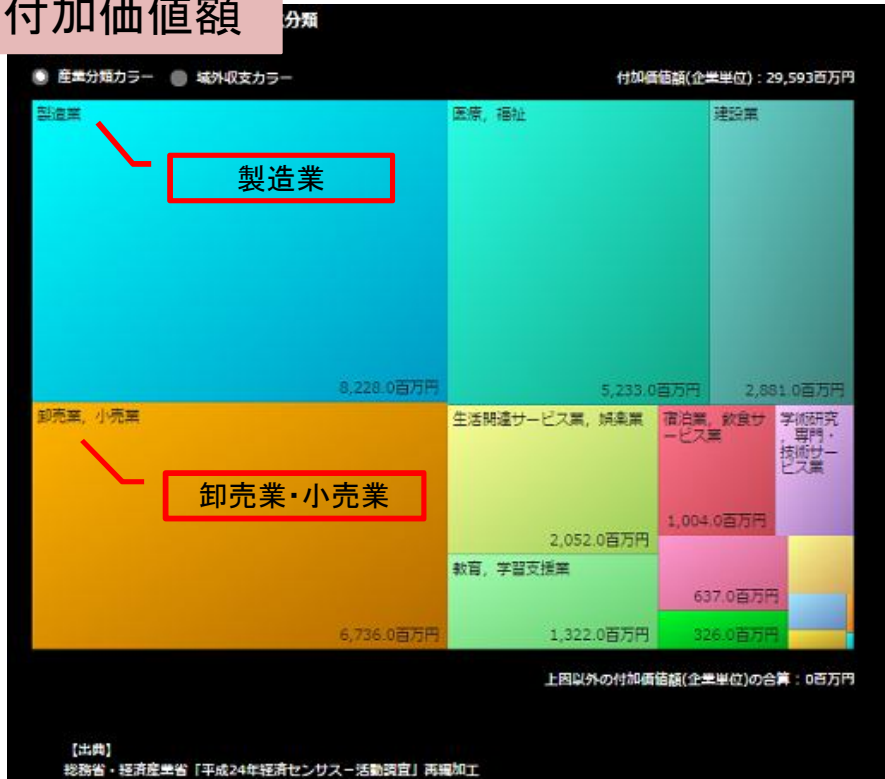 付加価値額
分類
産業分類カラー 域外収支カラー
付加価値額(企業単位):29,593百万円
製造業
医療,福祉
建設業
製造業
8,228.0百万円
5,233.0百万円
2,881.0百万円
卸売業,小売業
生活関連サービス業,娯楽業
宿泊業,飲食サ
ービス業
学術研究
,専門・
技術サー
ビス業
卸売業・小売業
1,004.0百万円
2,052.0百万円
教育,学習支援業
637.0百万円
6,736.0百万円
1,322.0百万円
326.0百万円
上図以外の付加価値額(企業単位)の合算:0百万円
【出典】
総務省・経済産業省「平成24年経済センサス-活動調査」再編加工